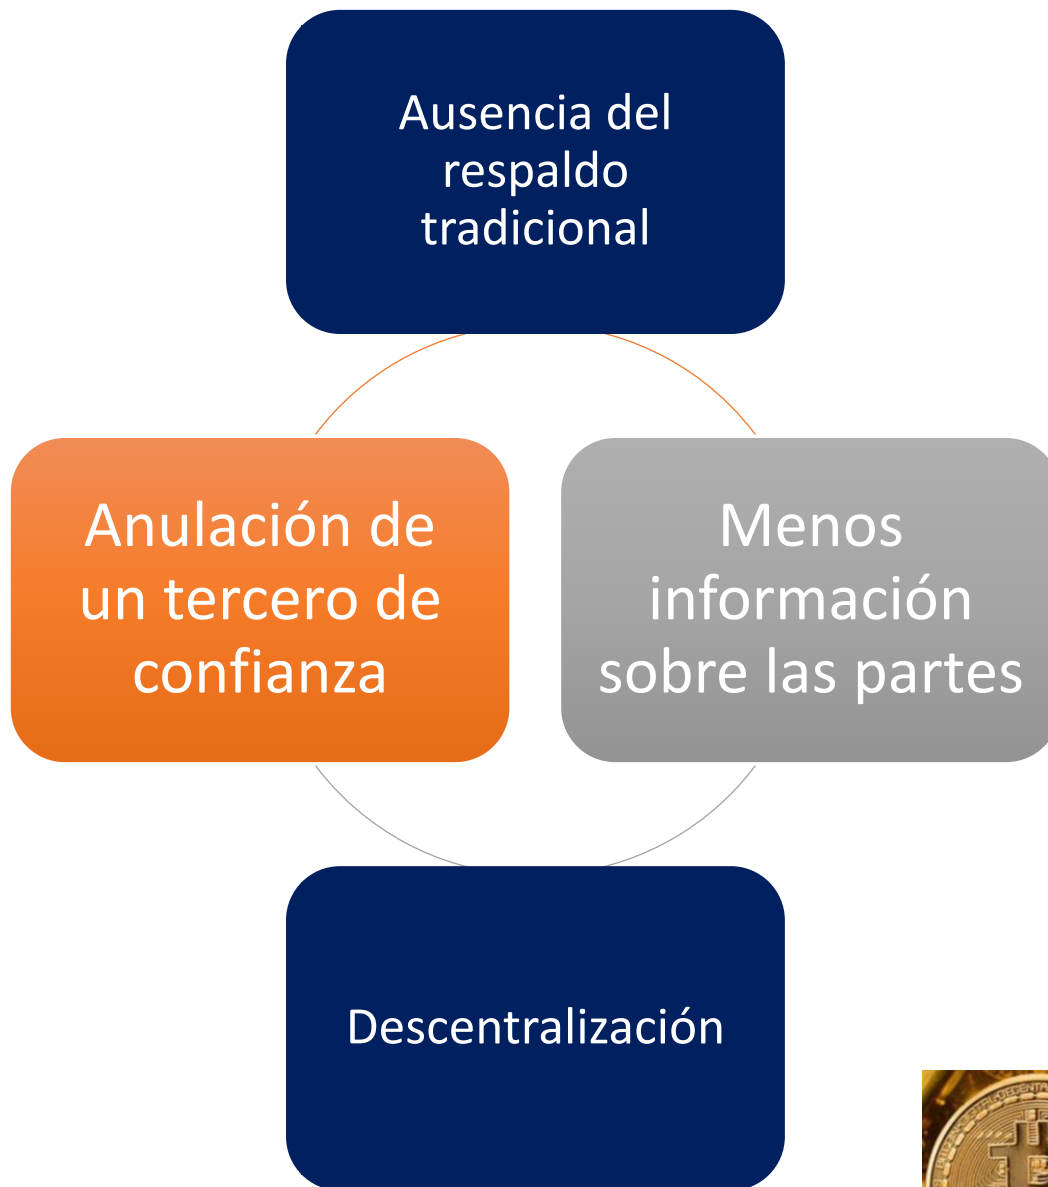 Ausencia del
respaldo
tradicional
Anulación de
un tercero de
confianza
Menos
información
sobre las partes
Descentralización